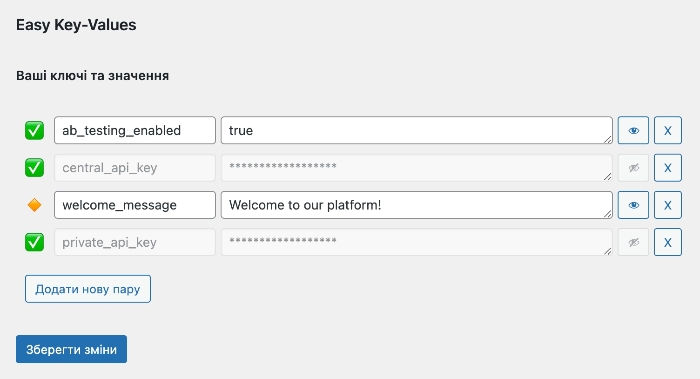 Easy Key-Values
Ваші ключі та значення
ab_testing_enabled true X
central_api_key ****************** X
welcome_message Welcome to our platform! X
private_api_key ****************** X
Додати нову пару
Зберегти зміни